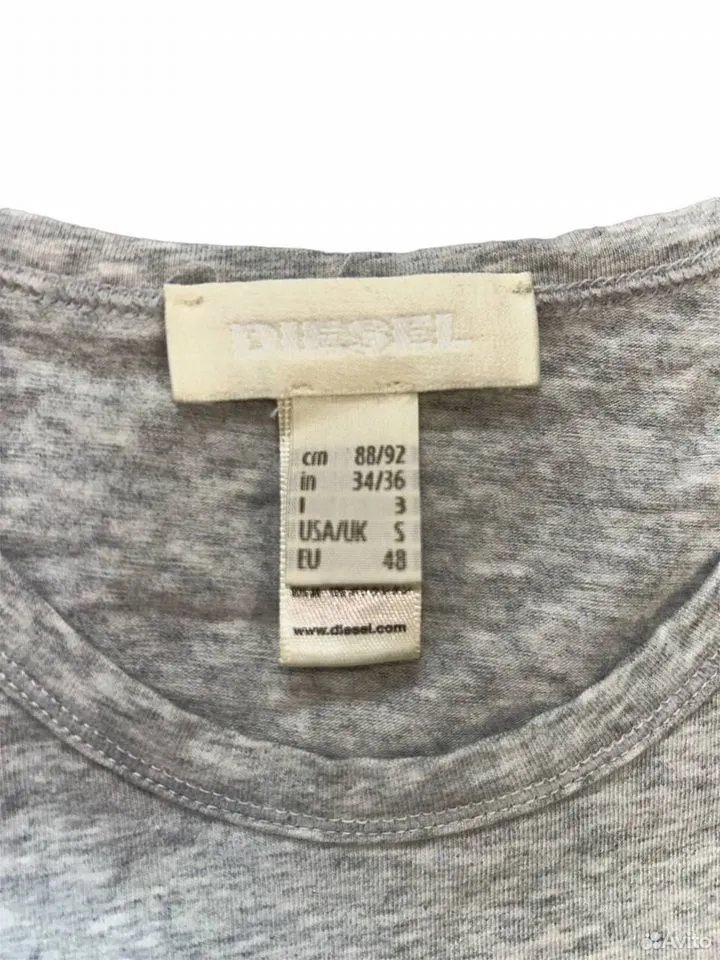 DIESEL
cm 88/92
in 34/36
I 3
USA/UK S
EU 48
www.diesel.com
Avito